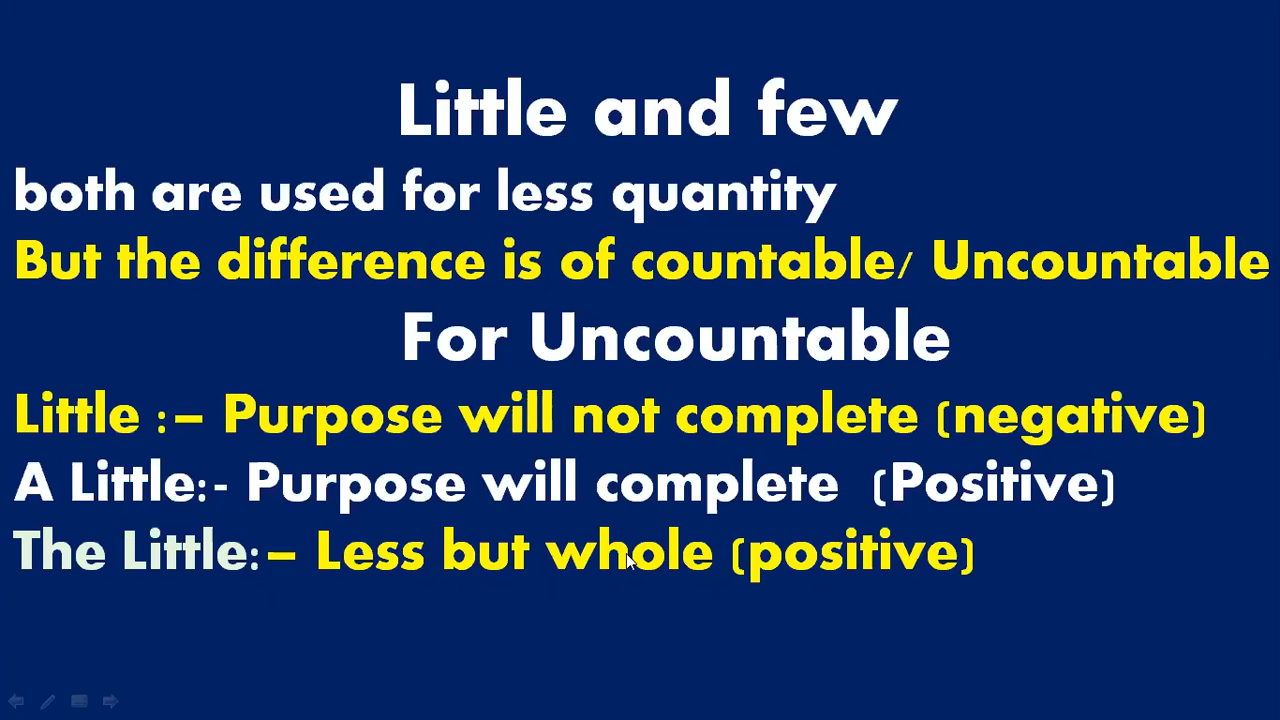 Little and few
both are used for less quantity
But the difference is of countable/ Uncountable
For Uncountable
Little :– Purpose will not complete (negative)
A Little:- Purpose will complete (Positive)
The Little:– Less but whole (positive)